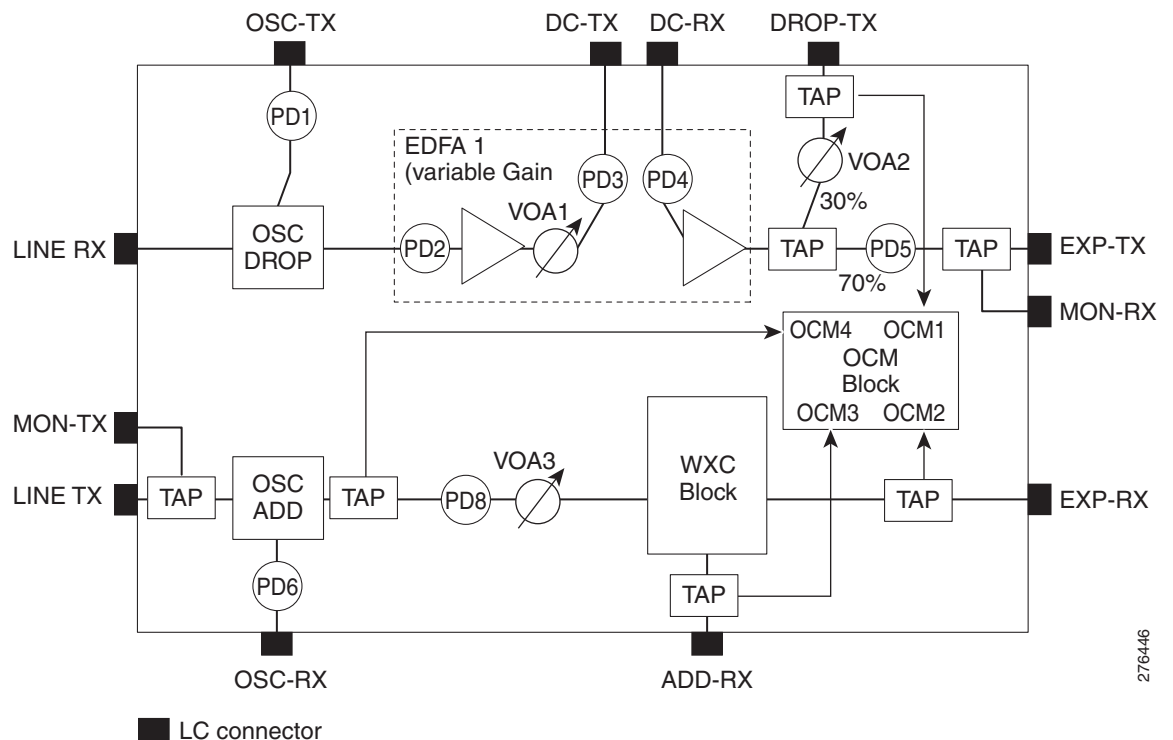 OSC-TX
DC-TX
DC-RX
DROP-TX
TAP
PD1
EDFA 1
(variable Gain
VOA2
PD3
PD4
VOA1
30%
LINE RX
OSC
DROP
PD2
TAP
PD5
TAP
EXP-TX
70%
MON-RX
OCM4
OCM1
OCM
Block
OCM3
OCM2
MON-TX
VOA3
WXC
Block
LINE TX
TAP
OSC
ADD
TAP
PD8
TAP
EXP-RX
PD6
TAP
OSC-RX
ADD-RX
276446
LC connector